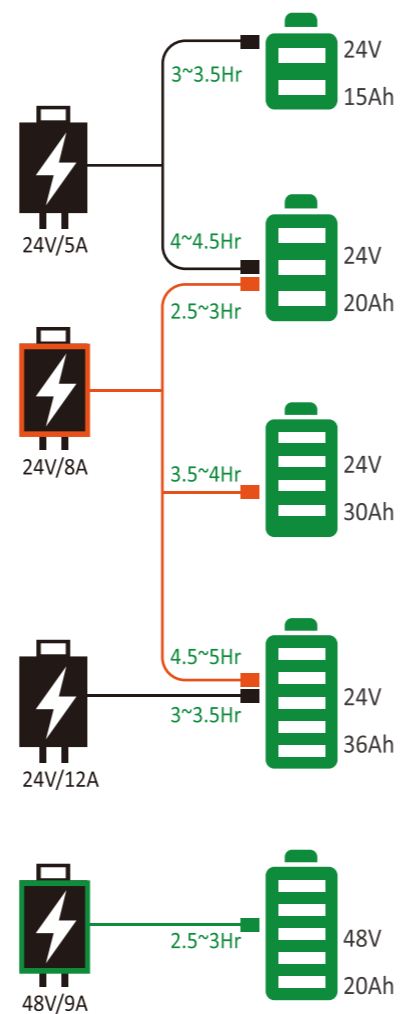 24V
3~3.5Hr
15Ah
24V/5A
4~4.5Hr
24V
20Ah
2.5~3Hr
24V/8A
3.5~4Hr
24V
30Ah
4.5~5Hr
24V
3~3.5Hr
36Ah
24V/12A
48V
2.5~3Hr
20Ah
48V/9A